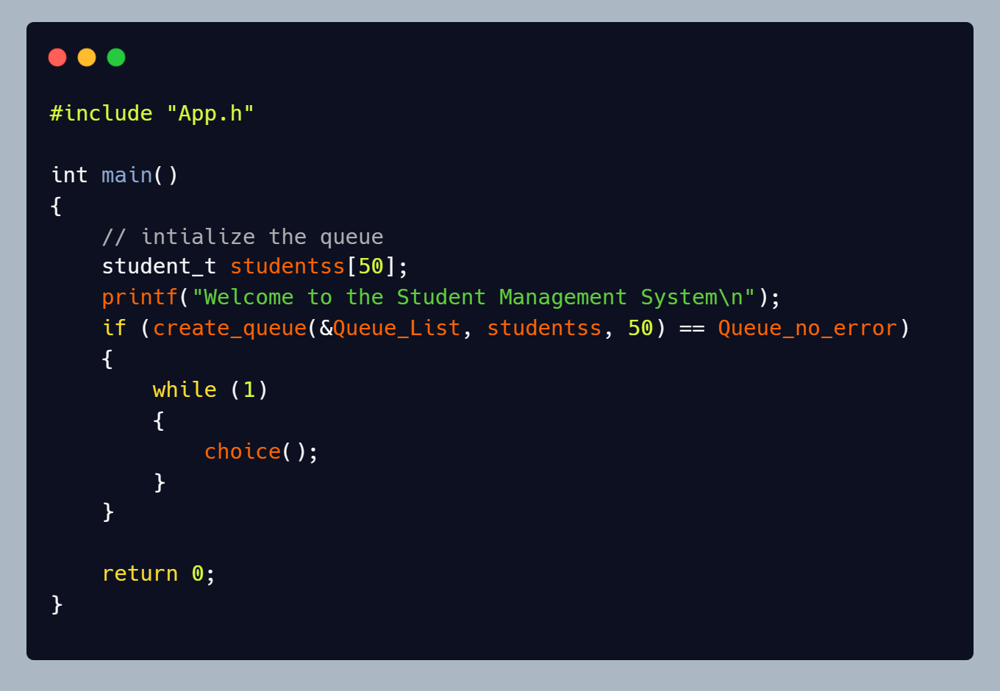 #include "App.h"

int main()
{
    // intialize the queue
    student_t studentss[50];
    printf("Welcome to the Student Management System\n");
    if (create_queue(&Queue_List, studentss, 50) == Queue_no_error)
    {
        while (1)
        {
            choice();
        }
    }

    return 0;
}